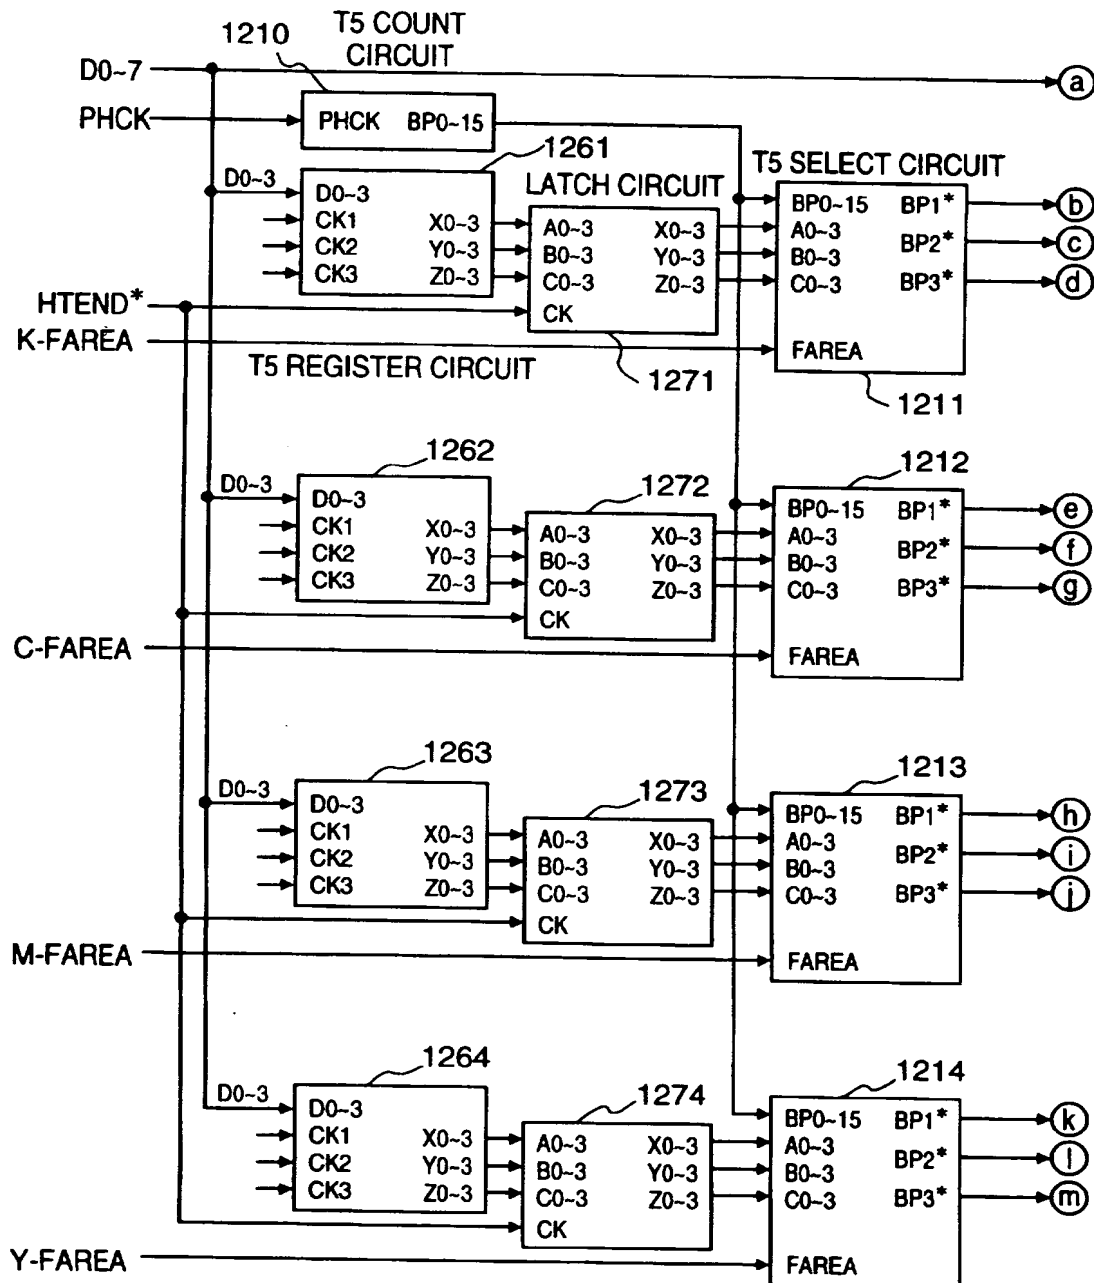 T5 COUNT
CIRCUIT
1210
D0~7
ⓐ
PHCK
PHCK BP0~15
1261
T5 SELECT CIRCUIT
D0~3
D0~3
CK1
CK2
CK3
X0~3
Y0~3
Z0~3
LATCH CIRCUIT
A0~3
B0~3
C0~3
CK
X0~3
Y0~3
Z0~3
BP0~15
A0~3
B0~3
C0~3
FAREA
BP1*
BP2*
BP3*
ⓑ
ⓒ
ⓓ
HTEND*
K-FAREA
T5 REGISTER CIRCUIT
1271
1211
1262
1272
1212
D0~3
D0~3
CK1
CK2
CK3
X0~3
Y0~3
Z0~3
A0~3
B0~3
C0~3
CK
X0~3
Y0~3
Z0~3
BP0~15
A0~3
B0~3
C0~3
FAREA
BP1*
BP2*
BP3*
ⓔ
ⓕ
ⓖ
C-FAREA
1263
1273
1213
D0~3
D0~3
CK1
CK2
CK3
X0~3
Y0~3
Z0~3
A0~3
B0~3
C0~3
CK
X0~3
Y0~3
Z0~3
BP0~15
A0~3
B0~3
C0~3
FAREA
BP1*
BP2*
BP3*
ⓗ
ⓘ
ⓙ
M-FAREA
1264
1274
1214
D0~3
D0~3
CK1
CK2
CK3
X0~3
Y0~3
Z0~3
A0~3
B0~3
C0~3
CK
X0~3
Y0~3
Z0~3
BP0~15
A0~3
B0~3
C0~3
FAREA
BP1*
BP2*
BP3*
ⓚ
ⓛ
ⓜ
Y-FAREA